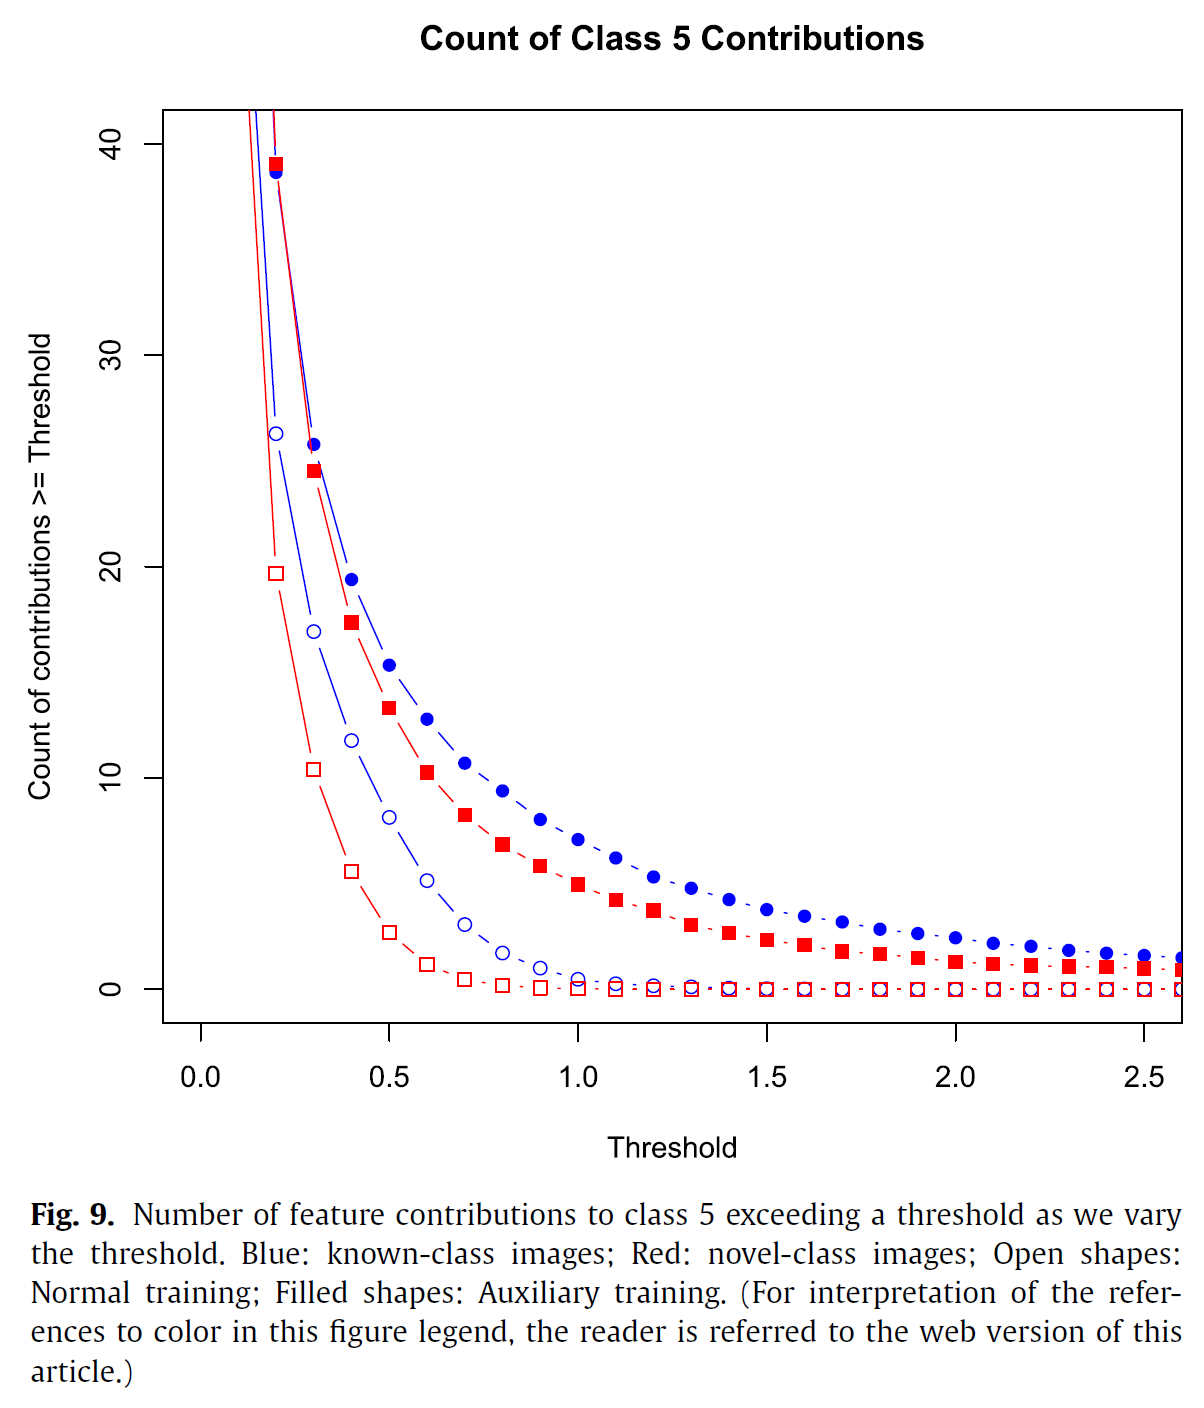 Count of Class 5 Contributions
Count of contributions >= Threshold
40
30
20
10
0
0.0 0.5 1.0 1.5 2.0 2.5
Threshold
Fig. 9. Number of feature contributions to class 5 exceeding a threshold as we vary
the threshold. Blue: known-class images; Red: novel-class images; Open shapes:
Normal training; Filled shapes: Auxiliary training. (For interpretation of the refer-
ences to color in this figure legend, the reader is referred to the web version of this
article.)